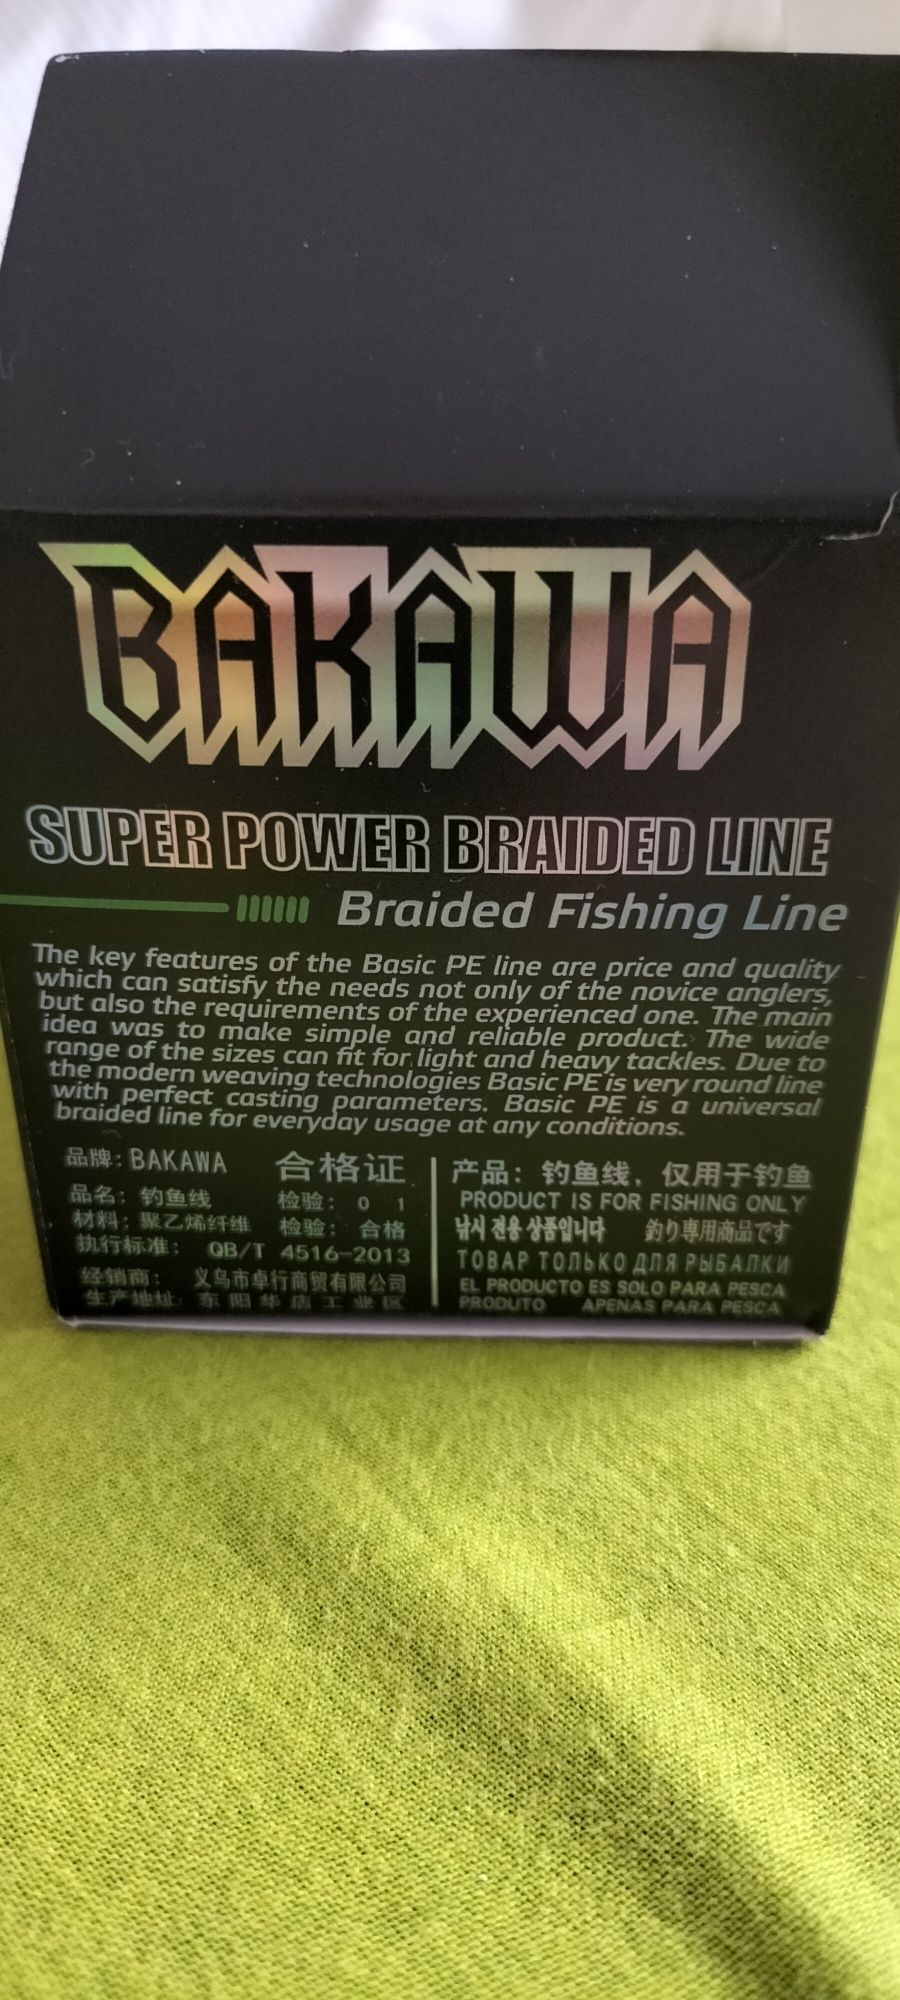 BAKAWA
SUPER POWER BRAIDED LINE
Braided Fishing Line
The key features of the Basic PE line are price and quality
which can satisfy the needs not only of the novice anglers,
but also the requirements of the experienced one. The main
idea was to make simple and reliable product. The wide
range of the sizes can fit for light and heavy tackles. Due to
the modern weaving technologies Basic PE is very round line
with perfect casting parameters. Basic PE is a universal
braided line for everyday usage at any conditions.
品牌: BAKAWA 合格证
品名: 钓鱼线 检验: 0 1
材料: 聚乙烯纤维 检验: 合格
执行标准: QB/T 4516-2013
经销商: 义乌市卓行商贸有限公司
生产地址: 东阳华店工业区
产品: 钓鱼线, 仅用于钓鱼
PRODUCT IS FOR FISHING ONLY
낚시 전용 상품입니다 釣り専用商品です
ТОВАР ТОЛЬКО ДЛЯ РЫБАЛКИ
EL PRODUCTO ES SOLO PARA PESCA
PRODUTO APENAS PARA PESCA